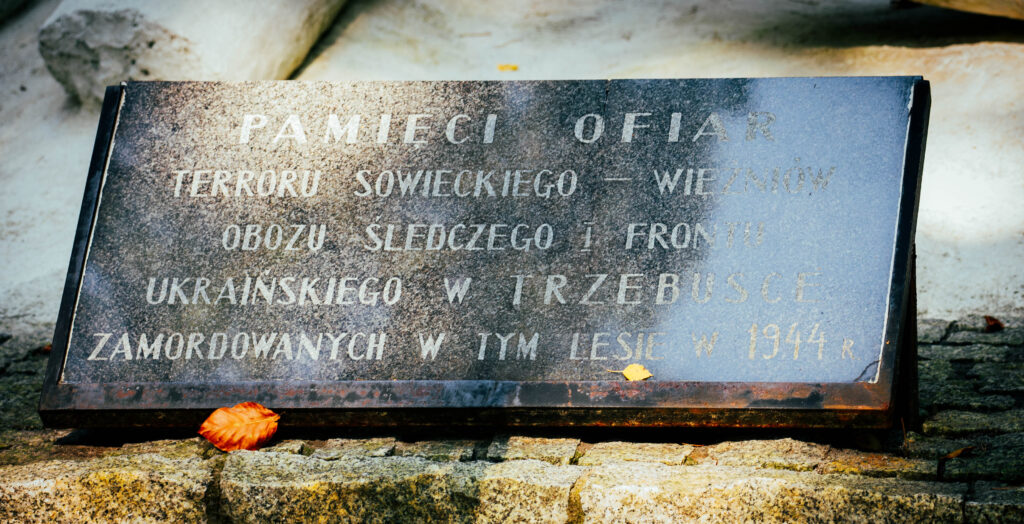 PAMIĘCI OFIAR
TERRORU SOWIECKIEGO — WIĘŹNIÓW
OBOZU ŚLEDCZEGO I FRONTU
UKRAIŃSKIEGO W TRZEBUSCE
ZAMORDOWANYCH W TYM LESIE W 1944 R